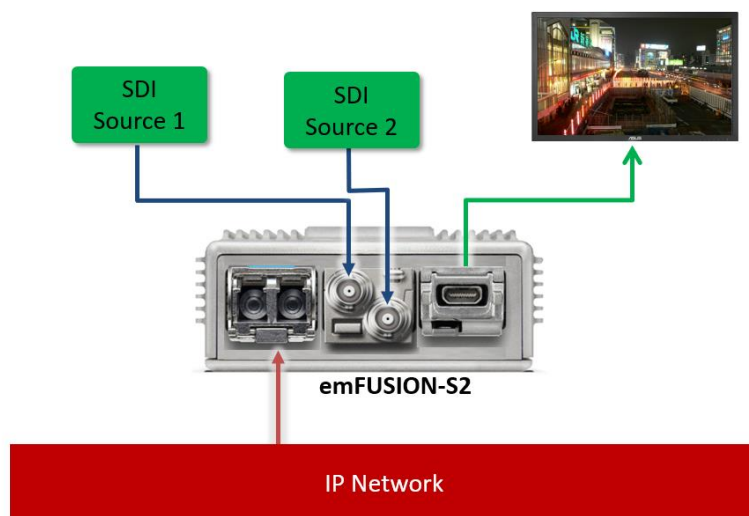 SDI
Source 1
SDI
Source 2
emFUSION-S2
IP Network